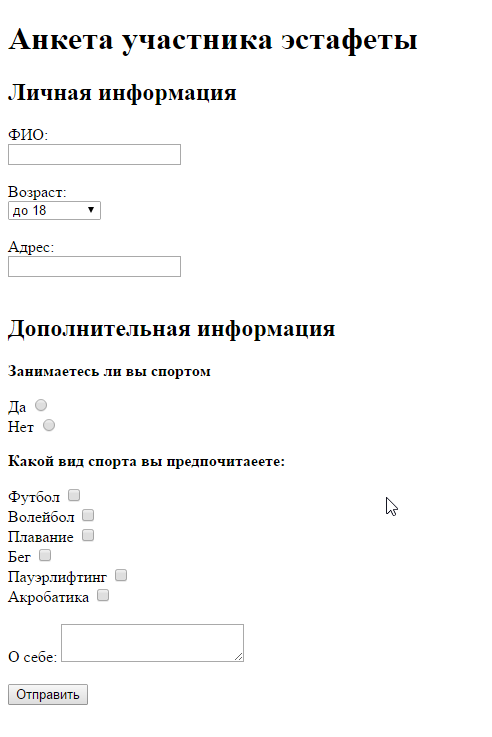 Анкета участника эстафеты
Личная информация
ФИО:
Возраст:
до 18
Адрес:
Дополнительная информация
Занимаетесь ли вы спортом
Да
Нет
Какой вид спорта вы предпочитаеете:
Футбол
Волейбол
Плавание
Бег
Пауэрлифтинг
Акробатика
О себе:
Отправить